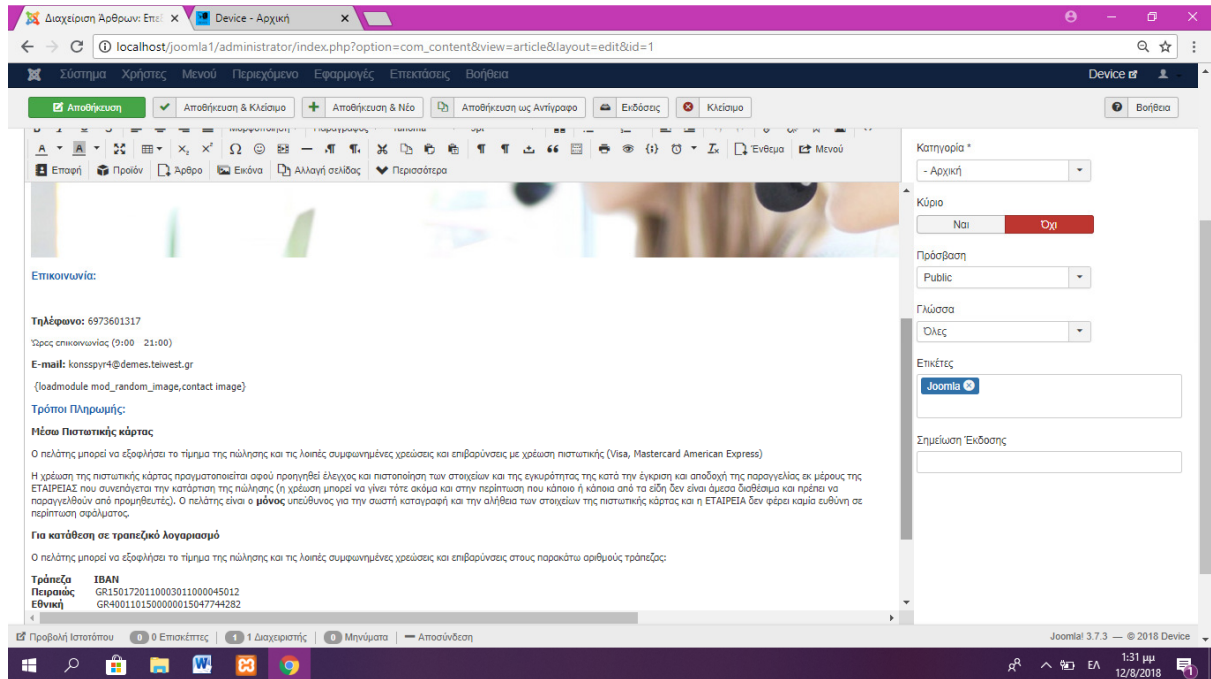 Διαχείριση Άρθρων: Επε
Device - Αρχική
localhost/joomla1/administrator/index.php?option=com_content&view=article&layout=edit&id=1
Σύστημα Χρήστες Μενού Περιεχόμενο Εφαρμογές Επεκτάσεις Βοήθεια Device
Αποθήκευση Αποθήκευση & Κλείσιμο Αποθήκευση & Νέο Αποθήκευση ως Αντίγραφο Εκδόσεις Κλείσιμο Βοήθεια
Ένθεμα Μενού
Επαφή Προϊόν Άρθρο Εικόνα Αλλαγή σελίδας Περισσότερα
Επικοινωνία:
Τηλέφωνο: 6973601317
Ώρες επικοινωνίας (9:00 21:00)
E-mail: konsspyr4@demes.teiwest.gr
{loadmodule mod_random_image,contact image}
Τρόποι Πληρωμής:
Μέσω Πιστωτικής κάρτας
Ο πελάτης μπορεί να εξοφλήσει το τίμημα της πώλησης και τις λοιπές συμφωνημένες χρεώσεις και επιβαρύνσεις με χρέωση πιστωτικής (Visa, Mastercard American Express)
Η χρέωση της πιστωτικής κάρτας πραγματοποιείται αφού προηγηθεί έλεγχος και πιστοποίηση των στοιχείων και της εγκυρότητας της κατά την έγκριση και αποδοχή της παραγγελίας εκ μέρους της
ΕΤΑΙΡΕΙΑΣ που συνεπάγεται την κατάρτιση της πώλησης (η χρέωση μπορεί να γίνει τότε ακόμα και στην περίπτωση που κάποιο ή κάποια από τα είδη δεν είναι άμεσα διαθέσιμα και πρέπει να
παραγγελθούν από προμηθευτές). Ο πελάτης είναι ο μόνος υπεύθυνος για την σωστή καταγραφή και την αλήθεια των στοιχείων της πιστωτικής κάρτας και η ΕΤΑΙΡΕΙΑ δεν φέρει καμία ευθύνη σε
περίπτωση σφάλματος.
Για κατάθεση σε τραπεζικό λογαριασμό
Ο πελάτης μπορεί να εξοφλήσει το τίμημα της πώλησης και τις λοιπές συμφωνημένες χρεώσεις και επιβαρύνσεις στους παρακάτω αριθμούς τράπεζας:
Τράπεζα IBAN
Πειραιώς GR1501720110003011000045012
Εθνική GR4001101500000015047744282
Κατηγορία *
- Αρχική
Κύριο
Ναι Όχι
Πρόσβαση
Public
Γλώσσα
Όλες
Ετικέτες
Joomla
Σημείωση Έκδοσης
Προβολή Ιστοτόπου 0 0 Επισκέπτες 1 1 Διαχειριστής 0 Μηνύματα Αποσύνδεση Joomla! 3.7.3 — © 2018 Device
ΕΛ 1:31 μμ
12/8/2018